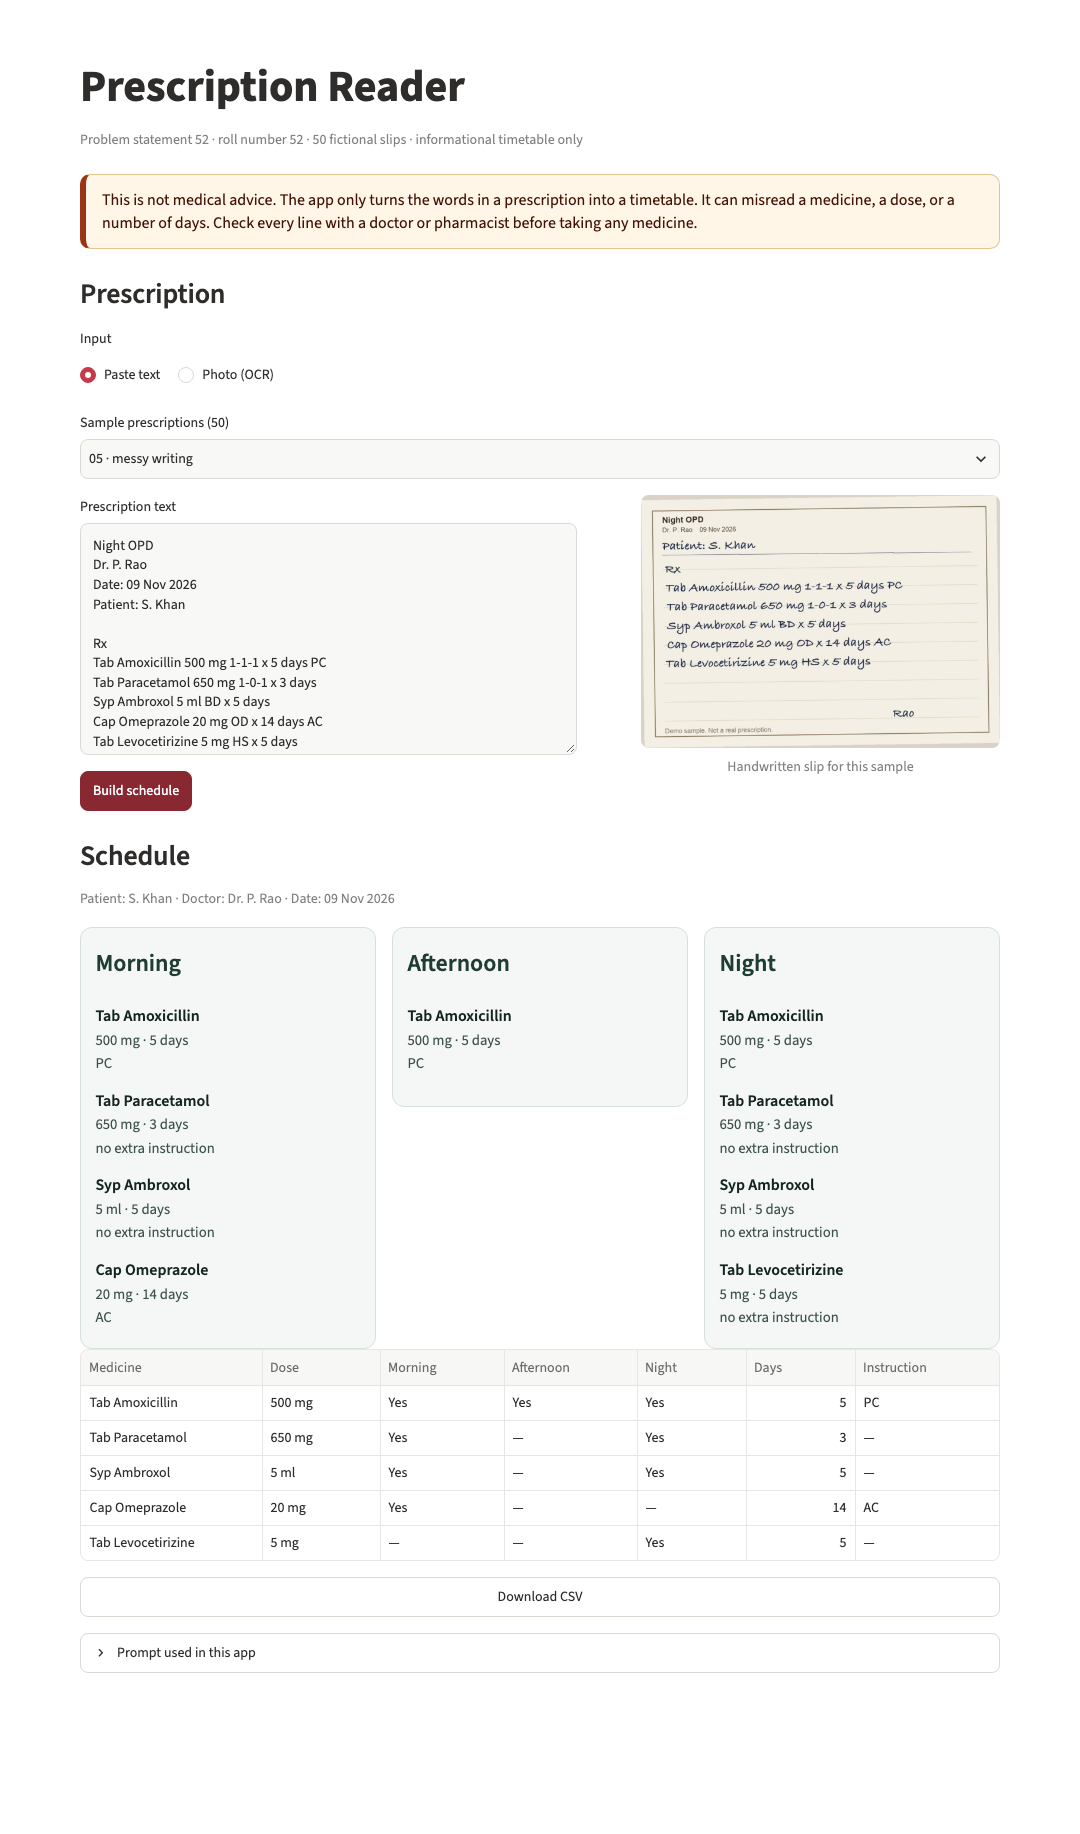 Prescription Reader
Problem statement 52 · roll number 52 · 50 fictional slips · informational timetable only
This is not medical advice. The app only turns the words in a prescription into a timetable. It can misread a medicine, a dose, or a
number of days. Check every line with a doctor or pharmacist before taking any medicine.
Prescription
Input
Paste text Photo (OCR)
Sample prescriptions (50)
05 · messy writing
Prescription text
Night OPD
Dr. P. Rao
Date: 09 Nov 2026
Patient: S. Khan
Rx
Tab Amoxicillin 500 mg 1-1-1 x 5 days PC
Tab Paracetamol 650 mg 1-0-1 x 3 days
Syp Ambroxol 5 ml BD x 5 days
Cap Omeprazole 20 mg OD x 14 days AC
Tab Levocetirizine 5 mg HS x 5 days
Night OPD
Dr. P. Rao 09 Nov 2026
Patient: S. Khan
Rx
Tab Amoxicillin 500 mg 1-1-1 x 5 days PC
Tab Paracetamol 650 mg 1-0-1 x 3 days
Syp Ambroxol 5 ml BD x 5 days
Cap Omeprazole 20 mg OD x 14 days AC
Tab Levocetirizine 5 mg HS x 5 days
Rao
Demo sample. Not a real prescription.
Handwritten slip for this sample
Build schedule
Schedule
Patient: S. Khan · Doctor: Dr. P. Rao · Date: 09 Nov 2026
Morning
Tab Amoxicillin
500 mg · 5 days
PC
Tab Paracetamol
650 mg · 3 days
no extra instruction
Syp Ambroxol
5 ml · 5 days
no extra instruction
Cap Omeprazole
20 mg · 14 days
AC
Afternoon
Tab Amoxicillin
500 mg · 5 days
PC
Night
Tab Amoxicillin
500 mg · 5 days
PC
Tab Paracetamol
650 mg · 3 days
no extra instruction
Syp Ambroxol
5 ml · 5 days
no extra instruction
Tab Levocetirizine
5 mg · 5 days
no extra instruction
Medicine Dose Morning Afternoon Night Days Instruction
Tab Amoxicillin 500 mg Yes Yes Yes 5 PC
Tab Paracetamol 650 mg Yes — Yes 3 —
Syp Ambroxol 5 ml Yes — Yes 5 —
Cap Omeprazole 20 mg Yes — — 14 AC
Tab Levocetirizine 5 mg — — Yes 5 —
Download CSV
Prompt used in this app